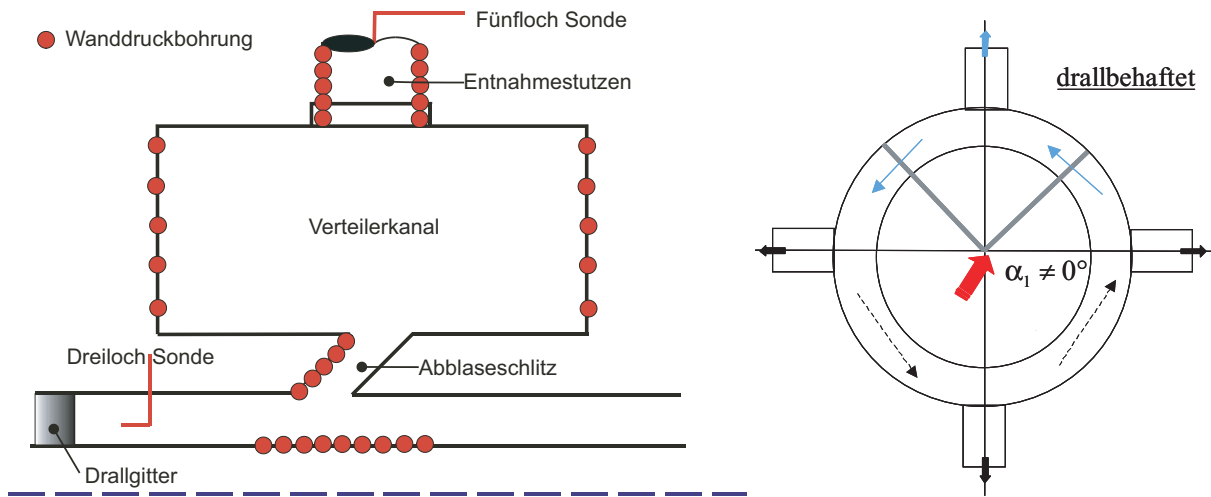 Fünfloch Sonde
Wanddruckbohrung
Entnahmestutzen
Verteilerkanal
Dreiloch Sonde
Abblaseschlitz
Drallgitter
drallbehaftet
α₁ ≠ 0°